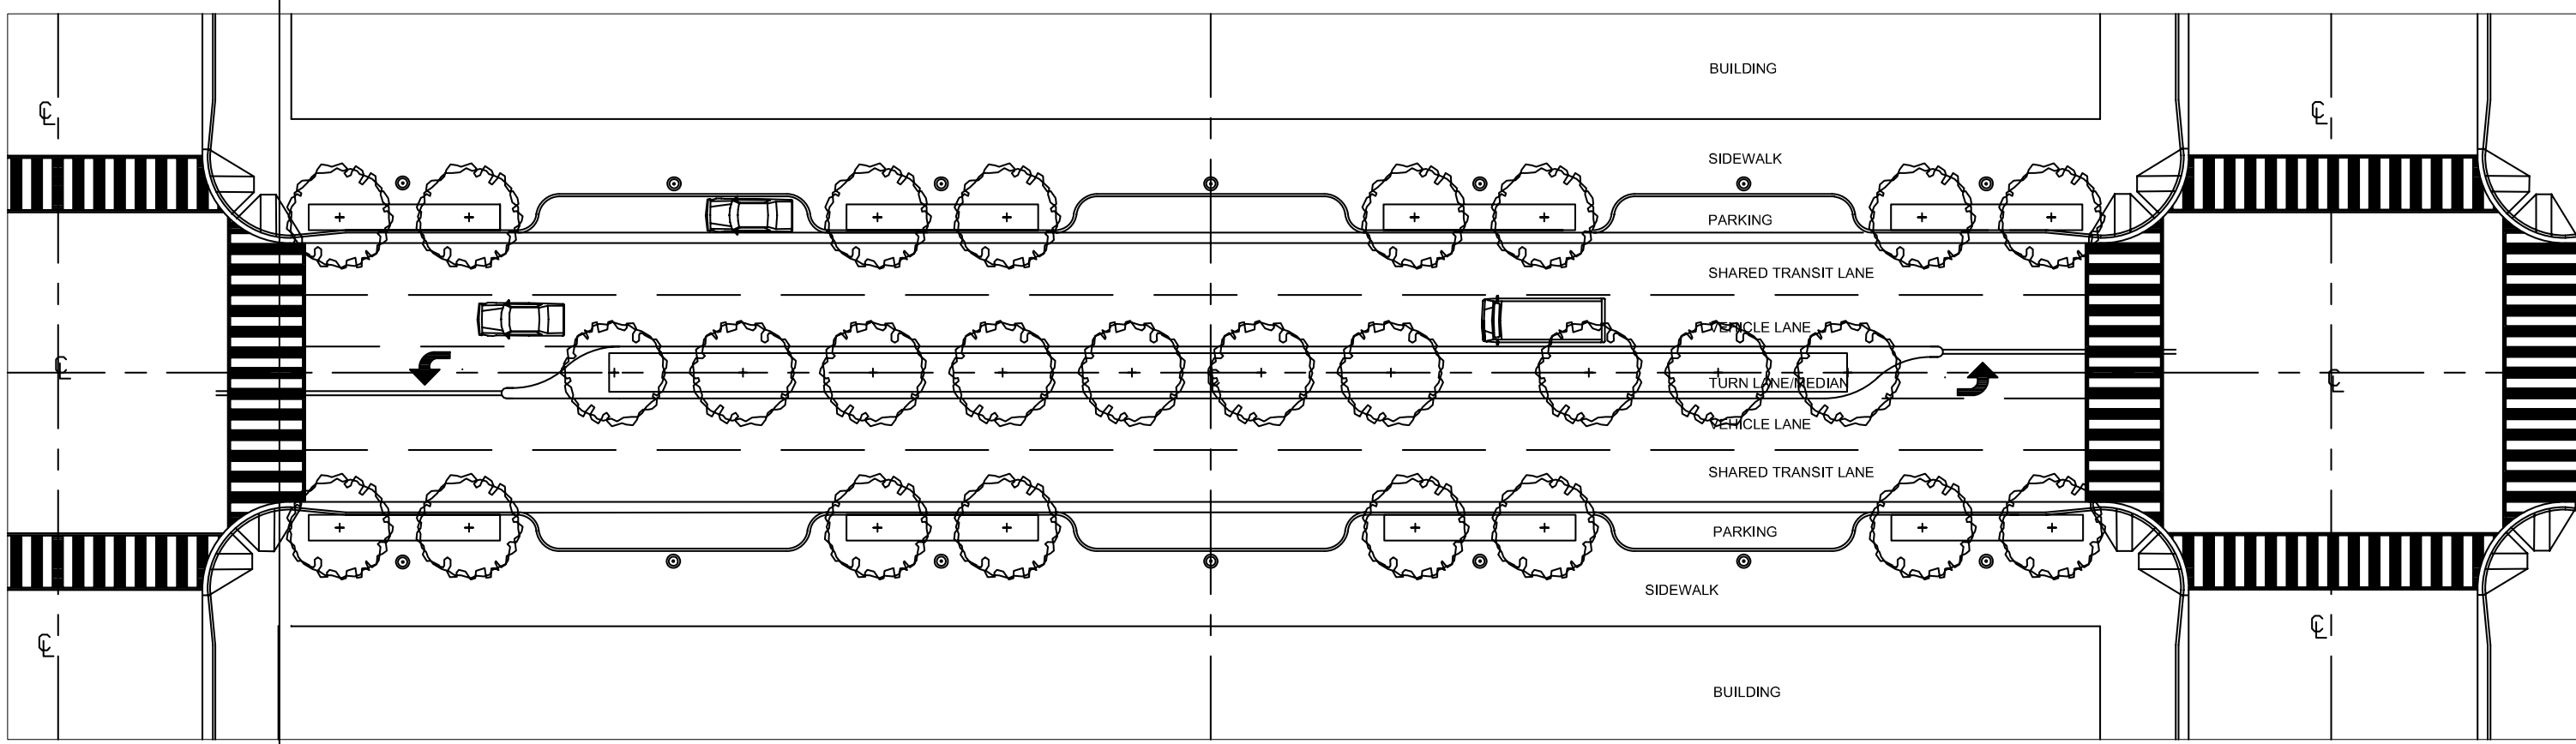 BUILDING
℄
℄
SIDEWALK
PARKING
SHARED TRANSIT LANE
VEHICLE LANE
℄
℄
℄
TURN LANE/MEDIAN
VEHICLE LANE
SHARED TRANSIT LANE
PARKING
SIDEWALK
℄
℄
BUILDING